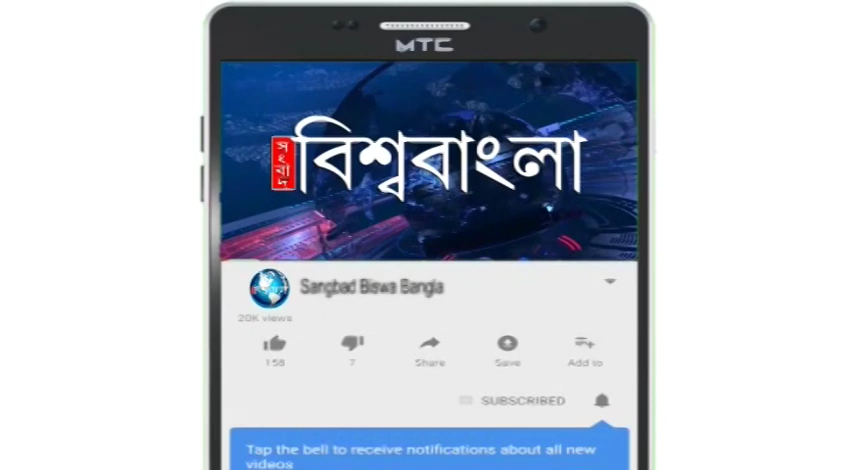 MTC
সংবাদ
বিশ্ববাংলা
Sangbad Biswa Bangla
20K views
158
7
Share
Save
Add to
SUBSCRIBED
Tap the bell to receive notifications about all new
videos